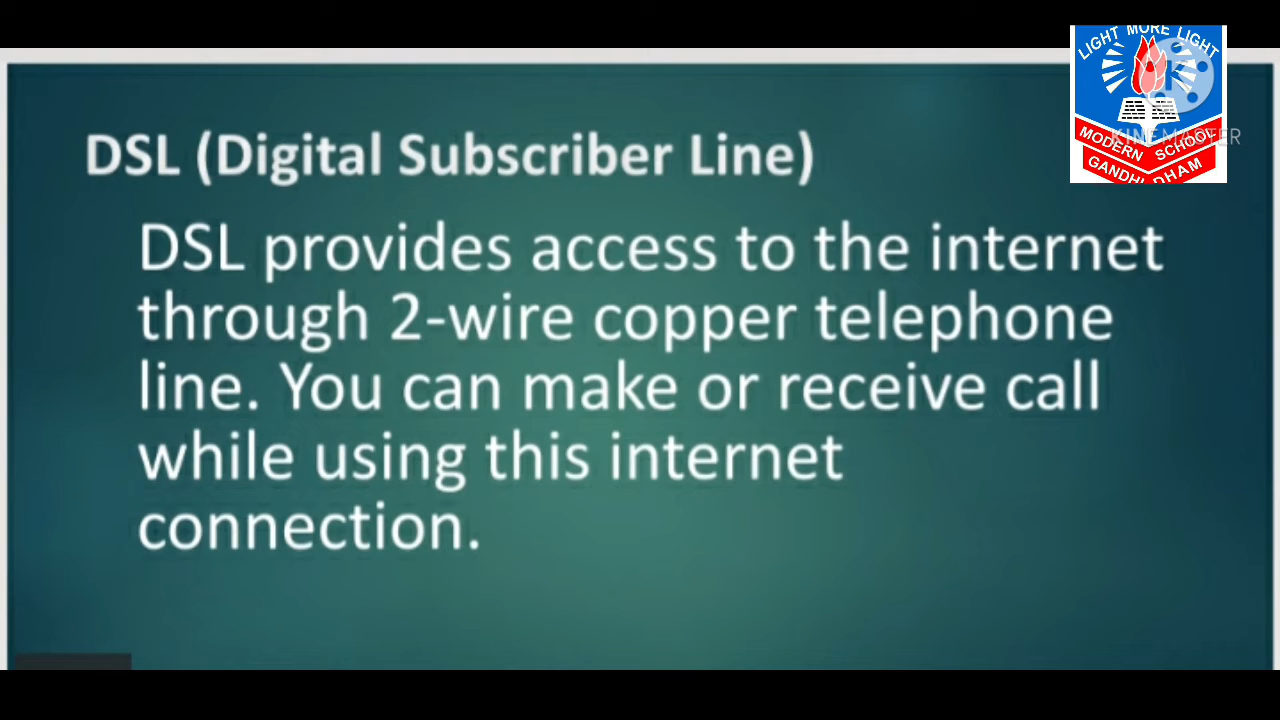 LIGHT MORE LIGHT
KINEMASTER
MODERN SCHOOL
GANDHIDHAM
DSL (Digital Subscriber Line)
DSL provides access to the internet
through 2-wire copper telephone
line. You can make or receive call
while using this internet
connection.